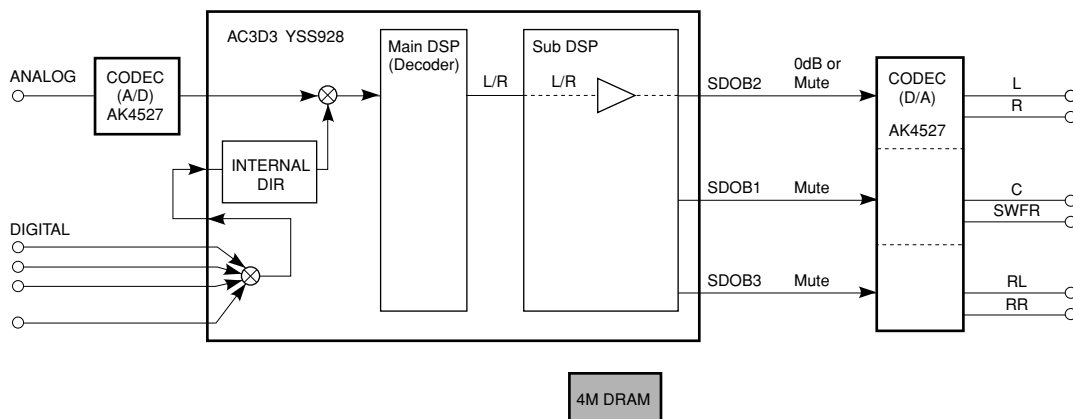 AC3D3 YSS928
Main DSP
(Decoder)
Sub DSP
0dB or
Mute
ANALOG
CODEC
(A/D)
AK4527
L/R
L/R
SDOB2
CODEC
(D/A)
AK4527
L
R
INTERNAL
DIR
SDOB1
Mute
C
SWFR
DIGITAL
SDOB3
Mute
RL
RR
4M DRAM